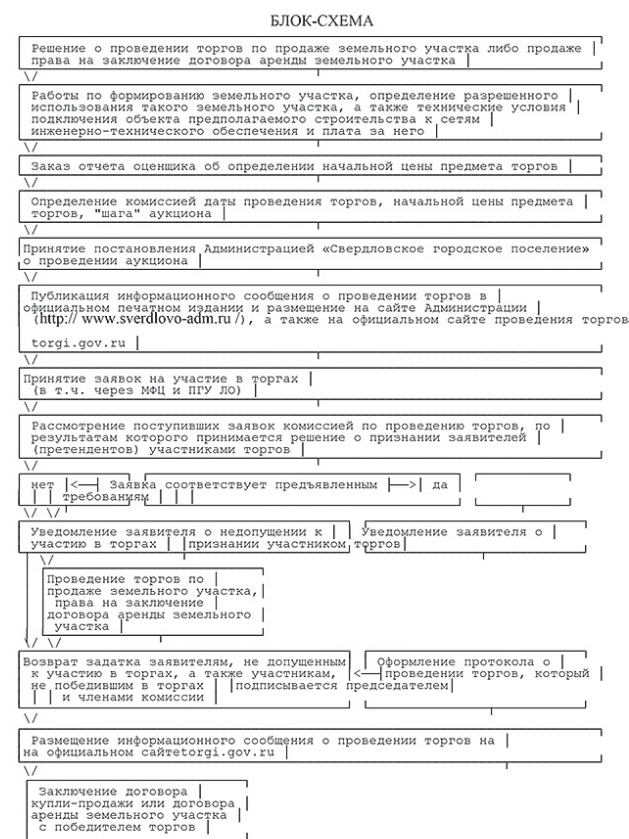 БЛОК-СХЕМА
Решение о проведении торгов по продаже земельного участка либо продаже
права на заключение договора аренды земельного участка
Работы по формированию земельного участка, определение разрешенного
использования такого земельного участка, а также технические условия
подключения объекта предполагаемого строительства к сетям
инженерно-технического обеспечения и плата за него
Заказ отчета оценщика об определении начальной цены предмета торгов
Определение комиссией даты проведения торгов, начальной цены предмета
торгов, "шага" аукциона
Принятие постановления Администрацией «Свердловское городское поселение»
о проведении аукциона
Публикация информационного сообщения о проведении торгов в
официальном печатном издании и размещение на сайте Администрации
(http:// www.sverdlovo-adm.ru /), а также на официальном сайте проведения торгов
torgi.gov.ru
Принятие заявок на участие в торгах
(в т.ч. через МФЦ и ПГУ ЛО)
Рассмотрение поступивших заявок комиссией по проведению торгов, по
результатам которого принимается решение о признании заявителей
(претендентов) участниками торгов
нет |<──| Заявка соответствует предъявленным |──>| да
требованиям
Уведомление заявителя о недопущении к | | Уведомление заявителя о
участию в торгах | |признании участником торгов|
Проведение торгов по
продаже земельного участка,
права на заключение
договора аренды земельного
участка
Возврат задатка заявителям, не допущенным| | Оформление протокола о
к участию в торгах, а также участникам, |<──|проведении торгов, который
не победившим в торгах | |подписывается председателем|
и членами комиссии
Размещение информационного сообщения о проведении торгов на
на официальном сайтеtorgi.gov.ru
Заключение договора
купли-продажи или договора
аренды земельного участка
с победителем торгов